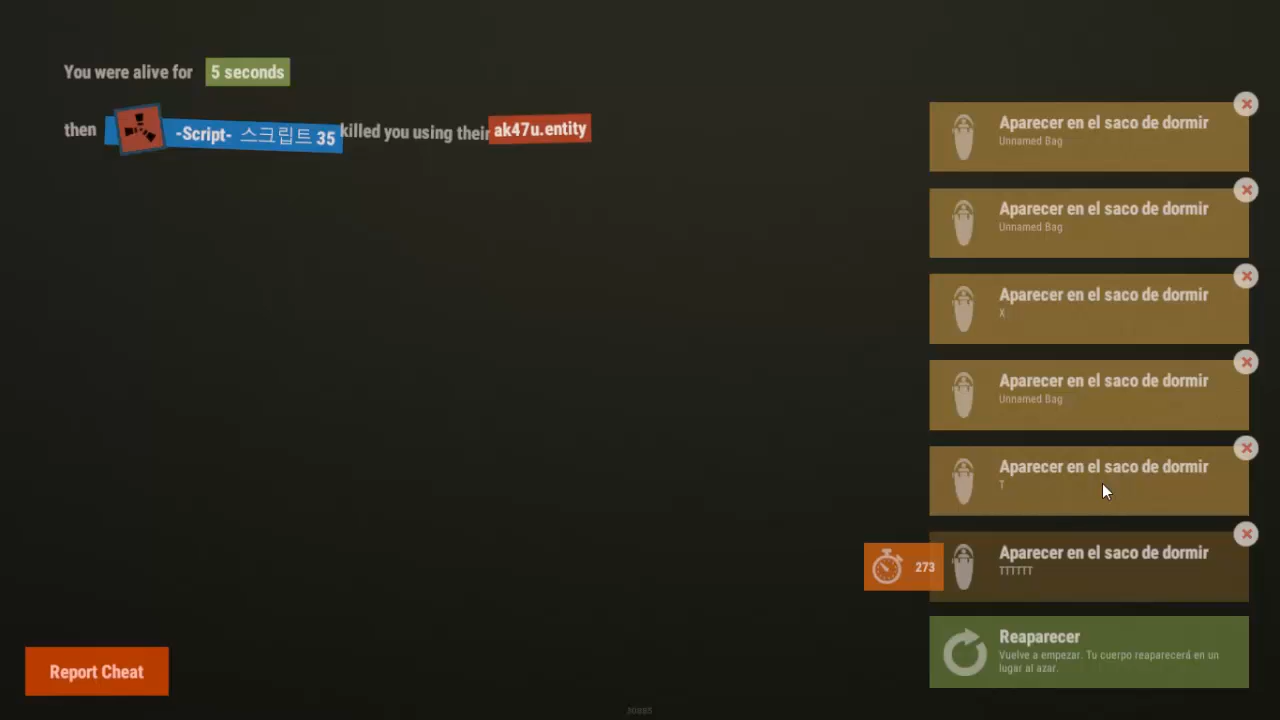 You were alive for 5 seconds
then -Script- 스크립트 35 killed you using their ak47u.entity
Aparecer en el saco de dormir
Unnamed Bag
Aparecer en el saco de dormir
Unnamed Bag
Aparecer en el saco de dormir
X
Aparecer en el saco de dormir
Unnamed Bag
Aparecer en el saco de dormir
T
273
Aparecer en el saco de dormir
TTTTTT
Reaparecer
Vuelve a empezar. Tu cuerpo reaparecerá en un
lugar al azar.
Report Cheat